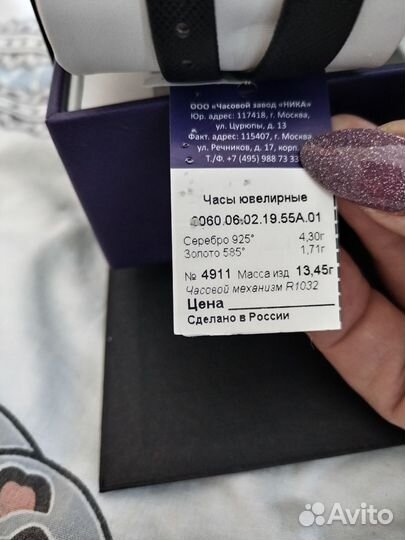 ООО «Часовой завод «НИКА»
Юр. адрес: 117418, г. Москва,
ул. Цурюпы, д. 13
Факт. адрес: 115407, г. Москва
ул. Речников, д. 17, корп.
Т./Ф. +7 (495) 988 73 33
Часы ювелирные
0060.06.02.19.55А.01
Серебро 925° 4,30г
Золото 585° 1,71г
№ 4911 Масса изд 13,45г
Часовой механизм R1032
Цена
Сделано в России
Avito